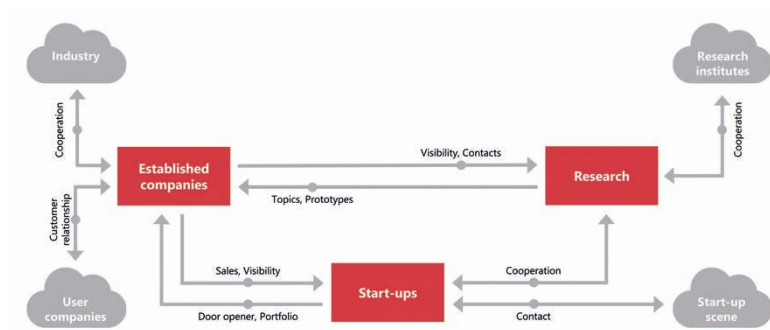 Industry
Research
institutes
Cooperation
Cooperation
Visibility, Contacts
Established
companies
Research
Topics, Prototypes
Customer
relationship
Sales, Visibility
Cooperation
Start-ups
User
companies
Door opener, Portfolio
Contact
Start-up
scene